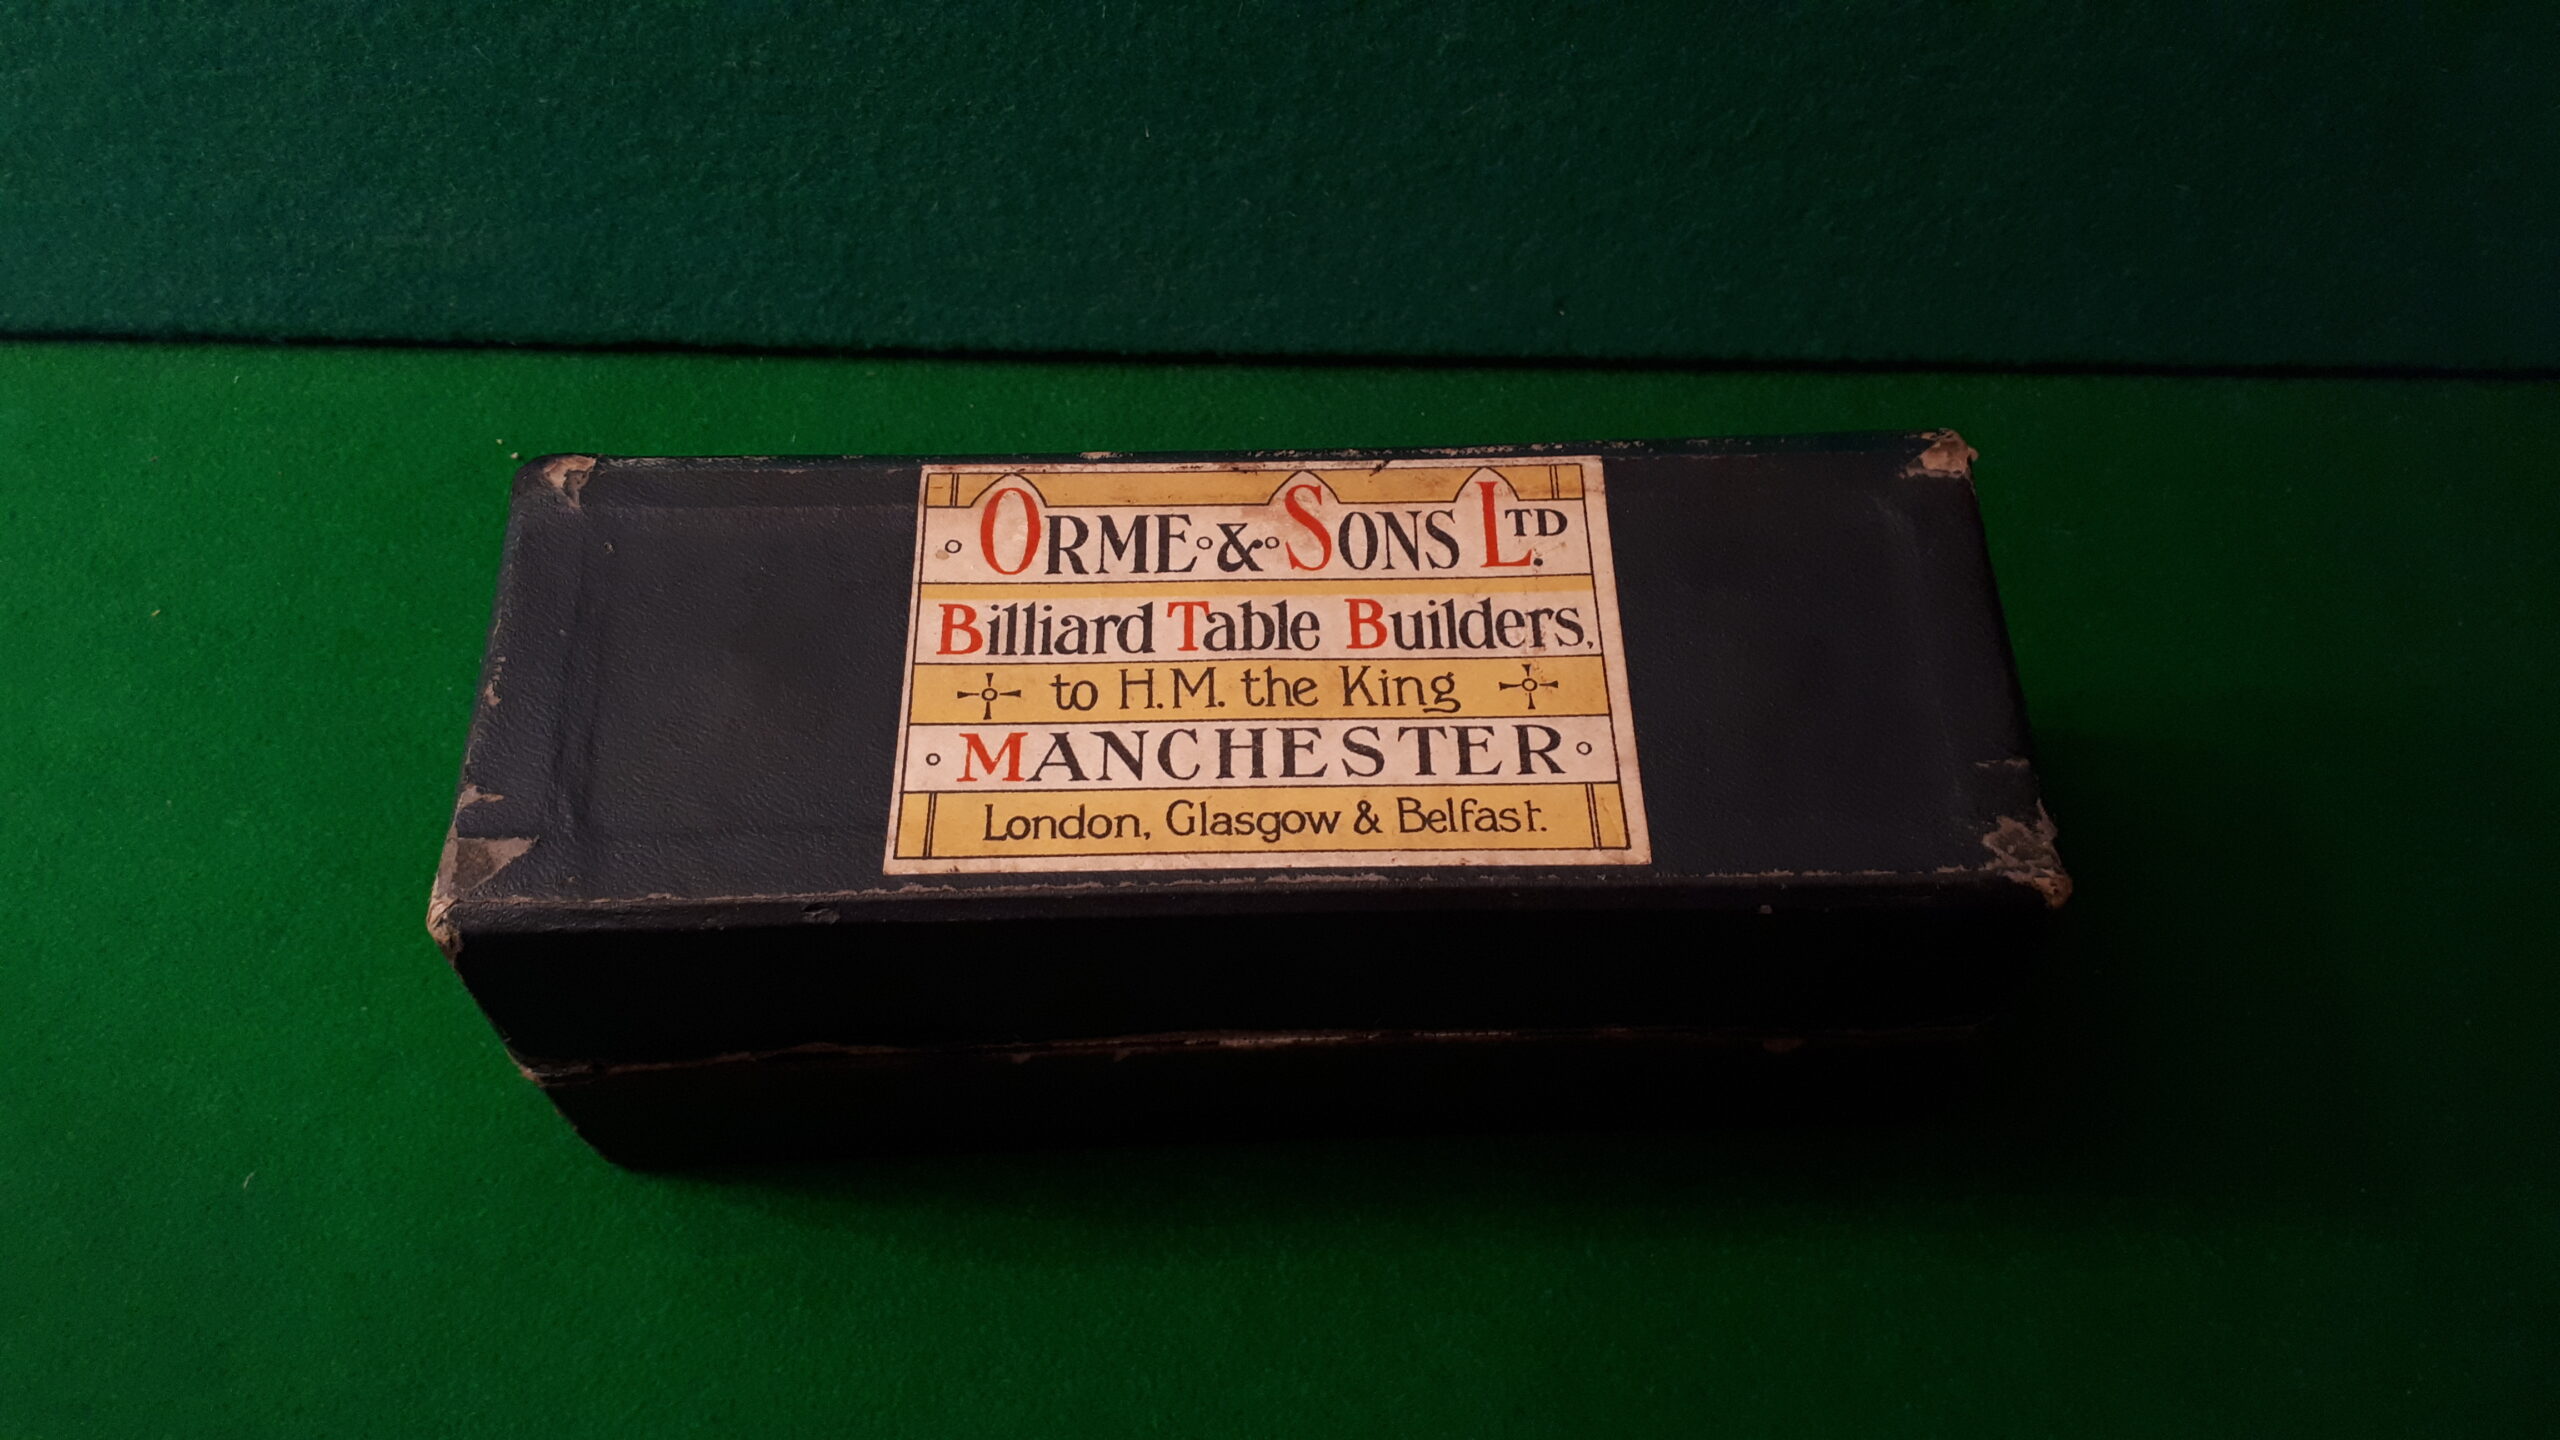 ORME & SONS LTD.
Billiard Table Builders,
to H.M. the King
MANCHESTER
London, Glasgow & Belfast.